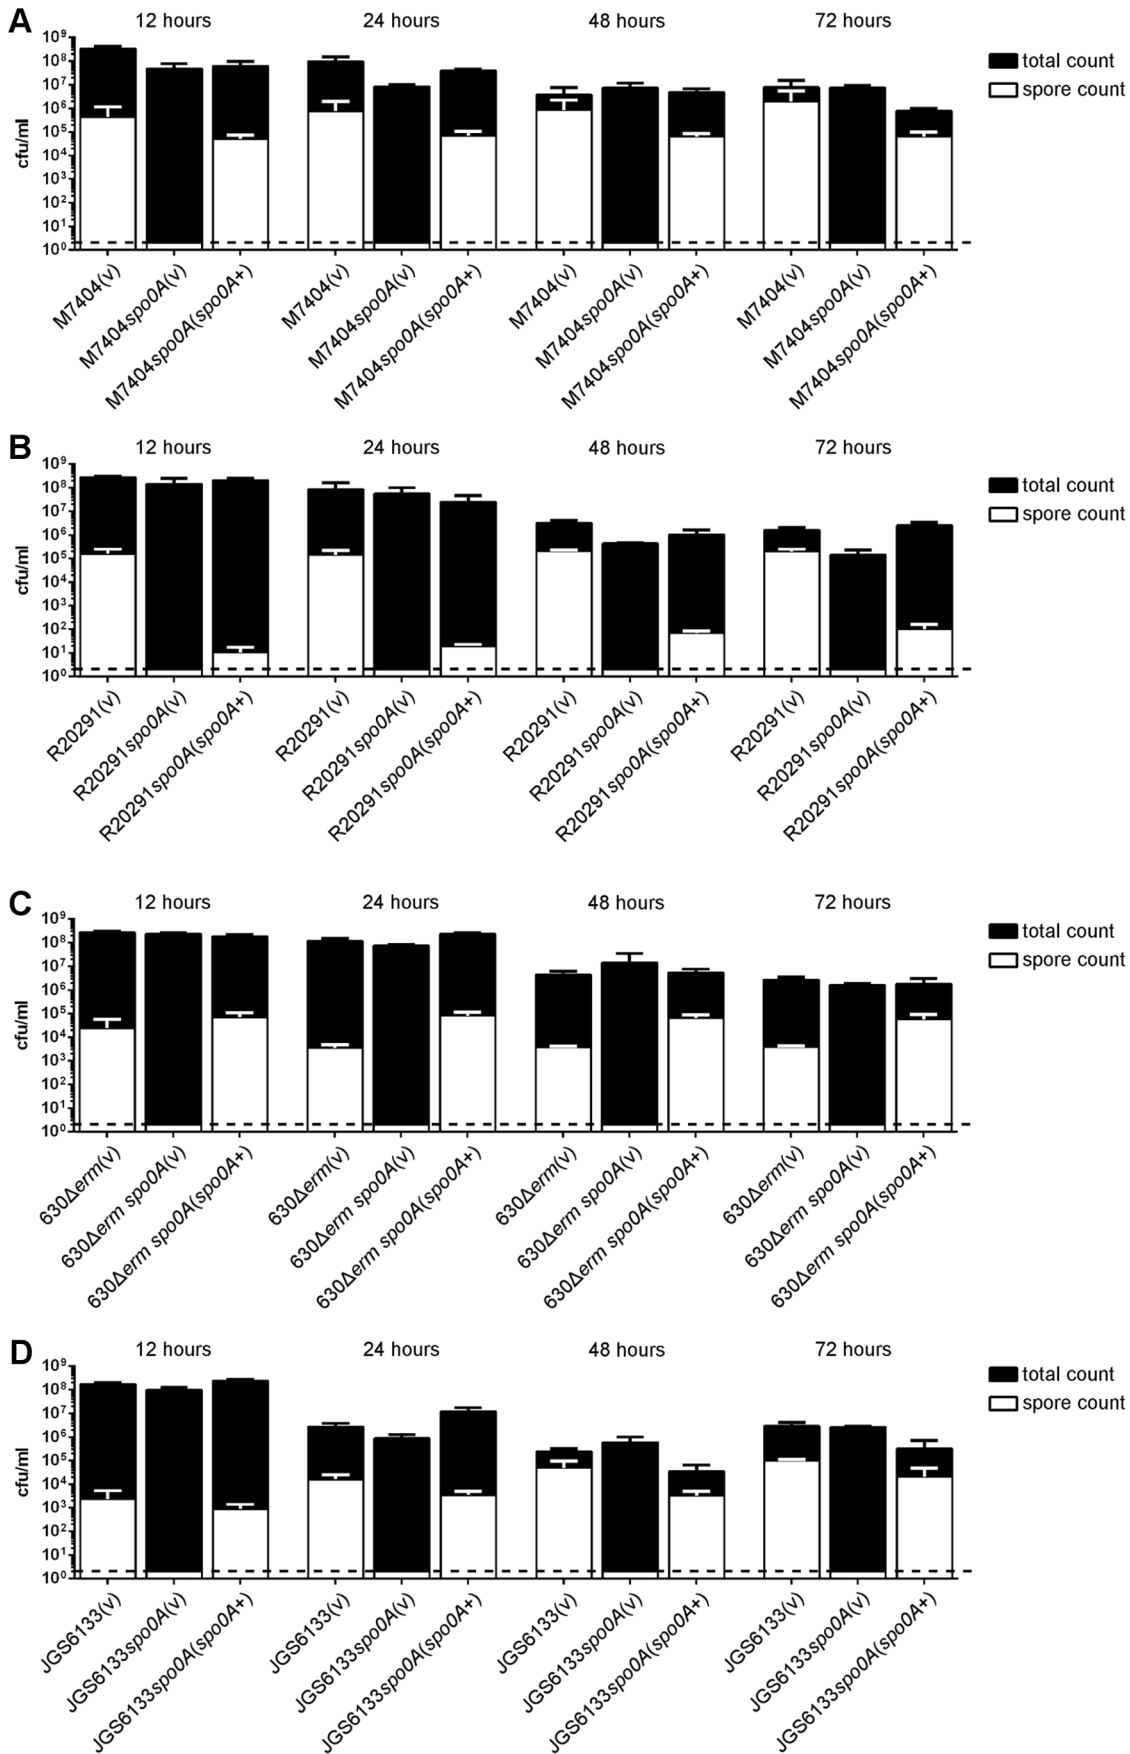 A
12 hours 24 hours 48 hours 72 hours
total count
spore count
cfu/ml
10⁹
10⁸
10⁷
10⁶
10⁵
10⁴
10³
10²
10¹
10⁰
M7404(v)
M7404spo0A(v)
M7404spo0A(spo0A+)
M7404(v)
M7404spo0A(v)
M7404spo0A(spo0A+)
M7404(v)
M7404spo0A(v)
M7404spo0A(spo0A+)
M7404(v)
M7404spo0A(v)
M7404spo0A(spo0A+)
B
12 hours 24 hours 48 hours 72 hours
total count
spore count
cfu/ml
10⁹
10⁸
10⁷
10⁶
10⁵
10⁴
10³
10²
10¹
10⁰
R20291(v)
R20291spo0A(v)
R20291spo0A(spo0A+)
R20291(v)
R20291spo0A(v)
R20291spo0A(spo0A+)
R20291(v)
R20291spo0A(v)
R20291spo0A(spo0A+)
R20291(v)
R20291spo0A(v)
R20291spo0A(spo0A+)
C
12 hours 24 hours 48 hours 72 hours
total count
spore count
cfu/ml
10⁹
10⁸
10⁷
10⁶
10⁵
10⁴
10³
10²
10¹
10⁰
630Δerm(v)
630Δerm spo0A(v)
630Δerm spo0A(spo0A+)
630Δerm(v)
630Δerm spo0A(v)
630Δerm spo0A(spo0A+)
630Δerm(v)
630Δerm spo0A(v)
630Δerm spo0A(spo0A+)
630Δerm(v)
630Δerm spo0A(v)
630Δerm spo0A(spo0A+)
D
12 hours 24 hours 48 hours 72 hours
total count
spore count
cfu/ml
10⁹
10⁸
10⁷
10⁶
10⁵
10⁴
10³
10²
10¹
10⁰
JGS6133(v)
JGS6133spo0A(v)
JGS6133spo0A(spo0A+)
JGS6133(v)
JGS6133spo0A(v)
JGS6133spo0A(spo0A+)
JGS6133(v)
JGS6133spo0A(v)
JGS6133spo0A(spo0A+)
JGS6133(v)
JGS6133spo0A(v)
JGS6133spo0A(spo0A+)